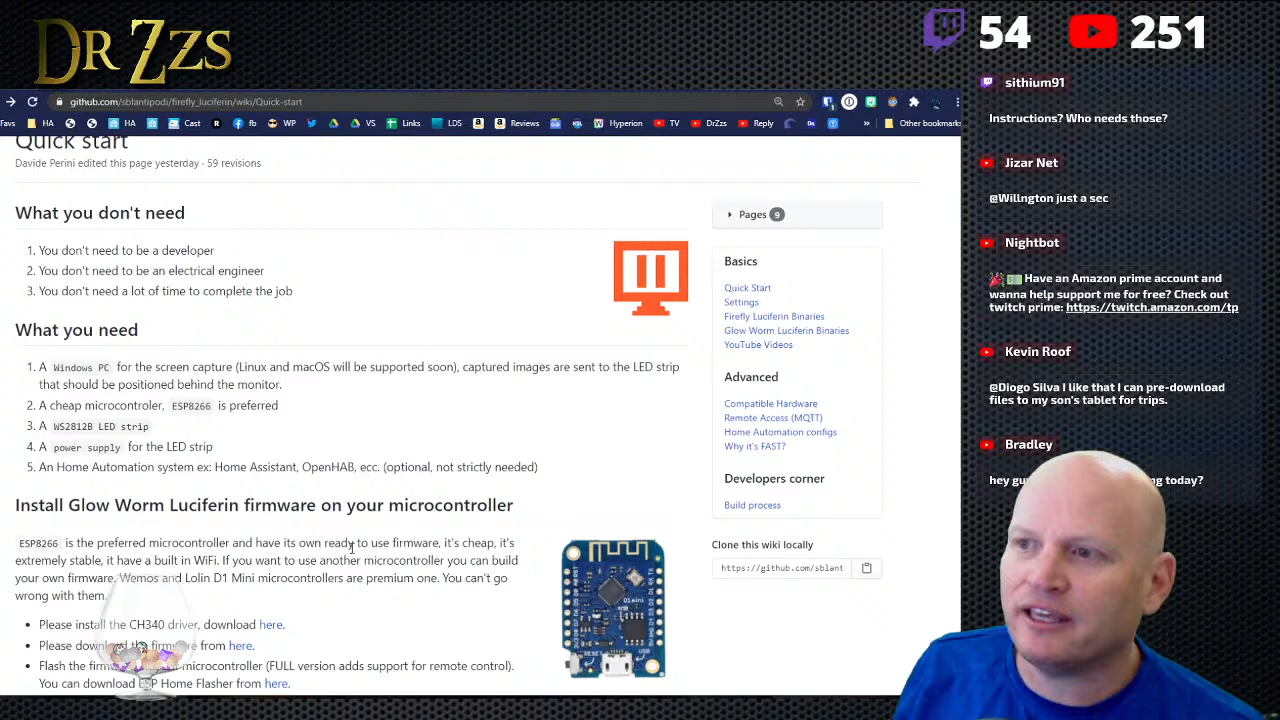 DR ZZS
54
251
github.com/sblantipodi/firefly_luciferin/wiki/Quick-start
Favs
HA
HA
Cast
fb
WP
VS
Links
LDS
Reviews
Hyperion
TV
DrZzs
Reply
»
Other bookmarks
Quick start
Davide Perini edited this page yesterday · 59 revisions
What you don't need
1. You don't need to be a developer
2. You don't need to be an electrical engineer
3. You don't need a lot of time to complete the job
What you need
1. A Windows PC for the screen capture (Linux and macOS will be supported soon), captured images are sent to the LED strip
that should be positioned behind the monitor.
2. A cheap microcontroler, ESP8266 is preferred
3. A WS2812B LED strip
4. A power supply for the LED strip
5. An Home Automation system ex: Home Assistant, OpenHAB, ecc. (optional, not strictly needed)
Install Glow Worm Luciferin firmware on your microcontroller
ESP8266 is the preferred microcontroller and have its own ready to use firmware, it's cheap, it's
extremely stable, it have a built in WiFi. If you want to use another microcontroller you can build
your own firmware. Wemos and Lolin D1 Mini microcontrollers are premium one. You can't go
wrong with them.
• Please install the CH340 driver, download here.
• Please download the firmware from here.
• Flash the firmware microcontroller (FULL version adds support for remote control).
You can download ESP Home Flasher from here.
Pages 9
Basics
Quick Start
Settings
Firefly Luciferin Binaries
Glow Worm Luciferin Binaries
YouTube Videos
Advanced
Compatible Hardware
Remote Access (MQTT)
Home Automation configs
Why it's FAST?
Developers corner
Build process
Clone this wiki locally
https://github.com/sblant
sithium91
Instructions? Who needs those?
Jizar Net
@Willngton just a sec
Nightbot
Have an Amazon prime account and
wanna help support me for free? Check out
twitch prime: https://twitch.amazon.com/tp
Kevin Roof
@Diogo Silva I like that I can pre-download
files to my son's tablet for trips.
Bradley
hey gu
ng today?